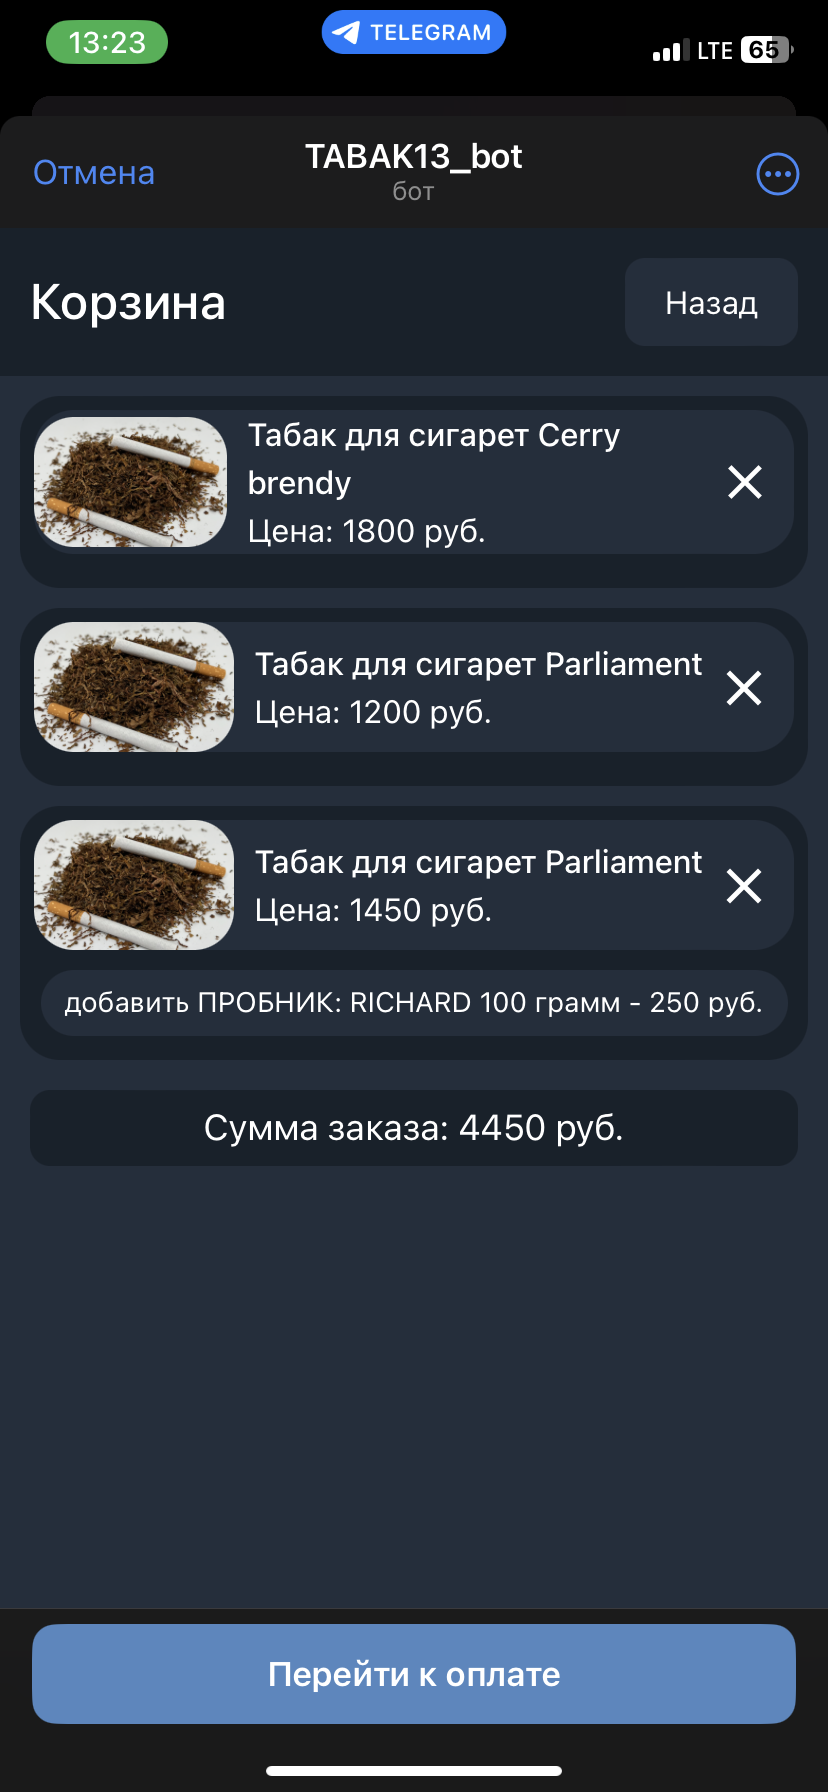 13:23
TELEGRAM
LTE
65
Отмена
TABAK13_bot
бот
Корзина
Назад
Табак для сигарет Cerry
brendy
Цена: 1800 руб.
Табак для сигарет Parliament
Цена: 1200 руб.
Табак для сигарет Parliament
Цена: 1450 руб.
добавить ПРОБНИК: RICHARD 100 грамм - 250 руб.
Сумма заказа: 4450 руб.
Перейти к оплате